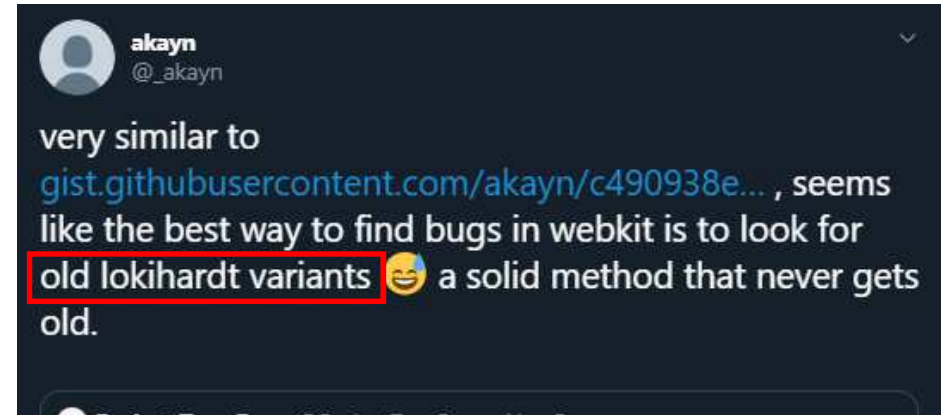 akayn
@_akayn
very similar to
gist.githubusercontent.com/akayn/c490938e... , seems
like the best way to find bugs in webkit is to look for
old lokihardt variants 😅 a solid method that never gets
old.